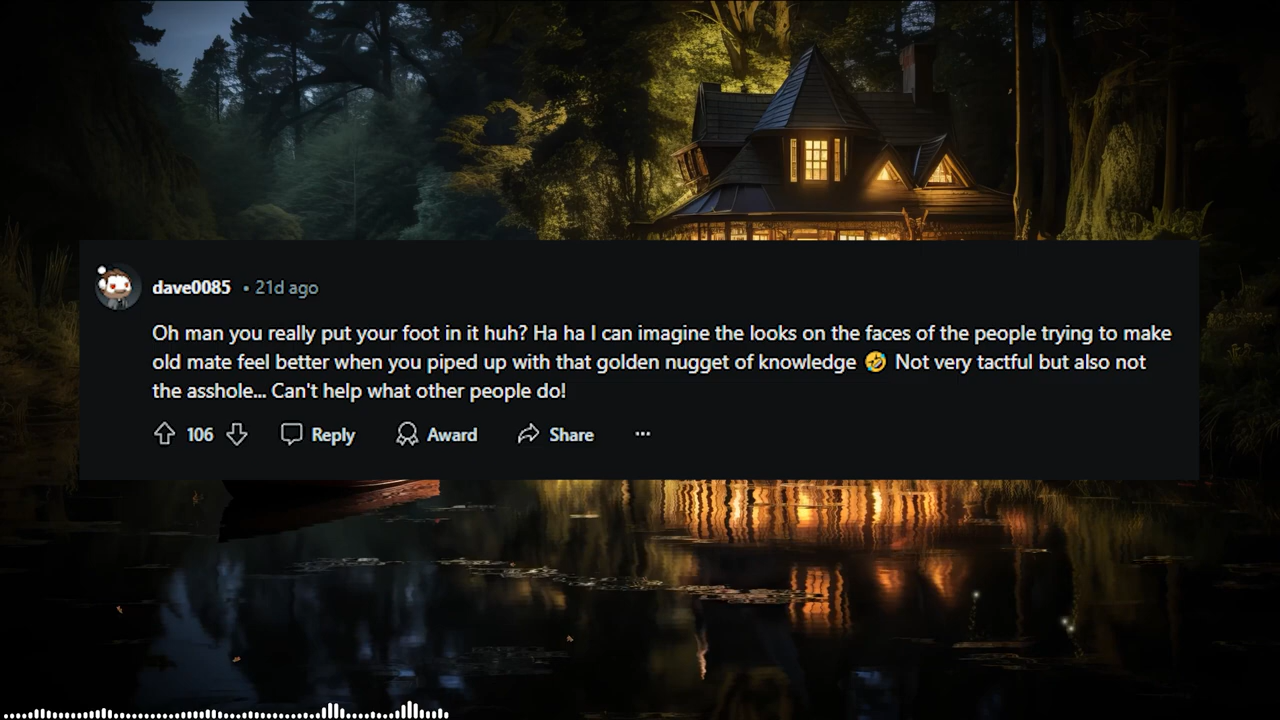 dave0085 • 21d ago
Oh man you really put your foot in it huh? Ha ha I can imagine the looks on the faces of the people trying to make
old mate feel better when you piped up with that golden nugget of knowledge 🤣 Not very tactful but also not
the asshole... Can't help what other people do!
106 Reply Award Share ...